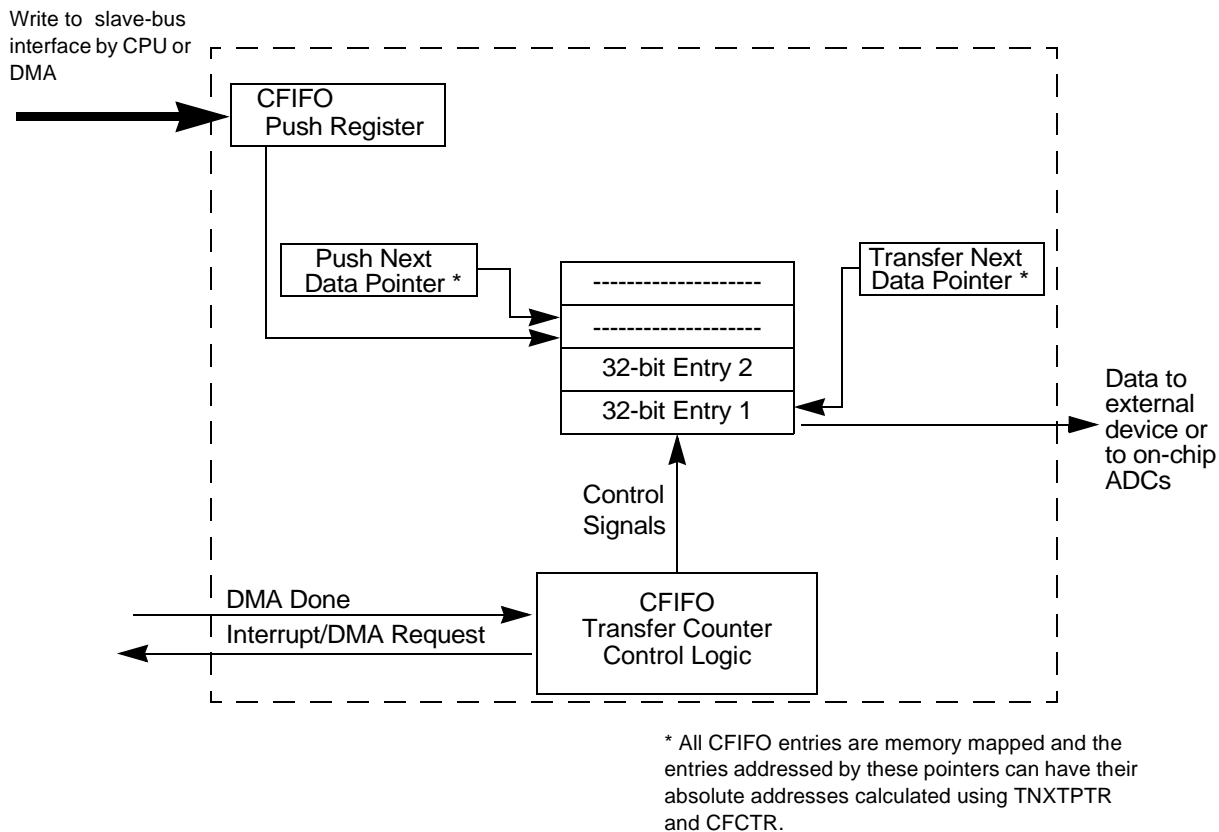 Write to slave-bus
interface by CPU or
DMA
CFIFO
Push Register
Push Next
Data Pointer *
Transfer Next
Data Pointer *
--------------------
--------------------
32-bit Entry 2
32-bit Entry 1
Data to
external
device or
to on-chip
ADCs
Control
Signals
DMA Done
Interrupt/DMA Request
CFIFO
Transfer Counter
Control Logic
* All CFIFO entries are memory mapped and the
entries addressed by these pointers can have their
absolute addresses calculated using TNXTPTR
and CFCTR.